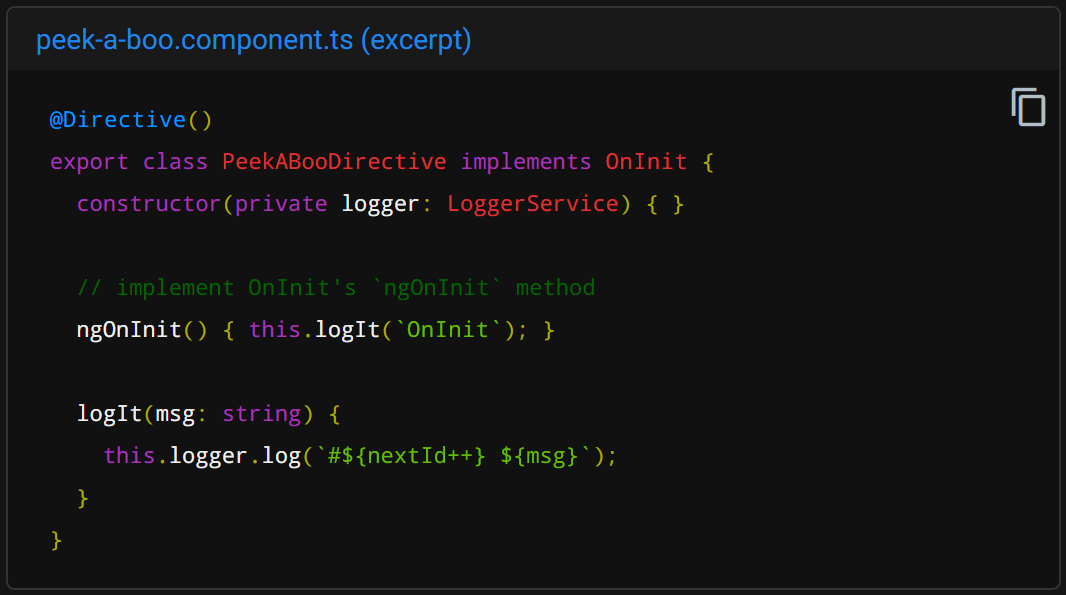 peek-a-boo.component.ts (excerpt)
@Directive()
export class PeekABooDirective implements OnInit {
  constructor(private logger: LoggerService) { }

  // implement OnInit's `ngOnInit` method
  ngOnInit() { this.logIt(`OnInit`); }

  logIt(msg: string) {
    this.logger.log(`#${nextId++} ${msg}`);
  }
}